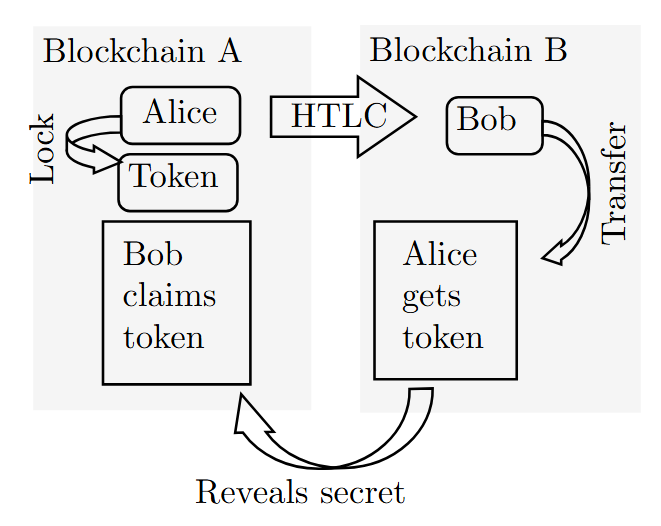 Blockchain A
Alice
Lock
Token
Bob
claims
token
HTLC
Blockchain B
Bob
Transfer
Alice
gets
token
Reveals secret